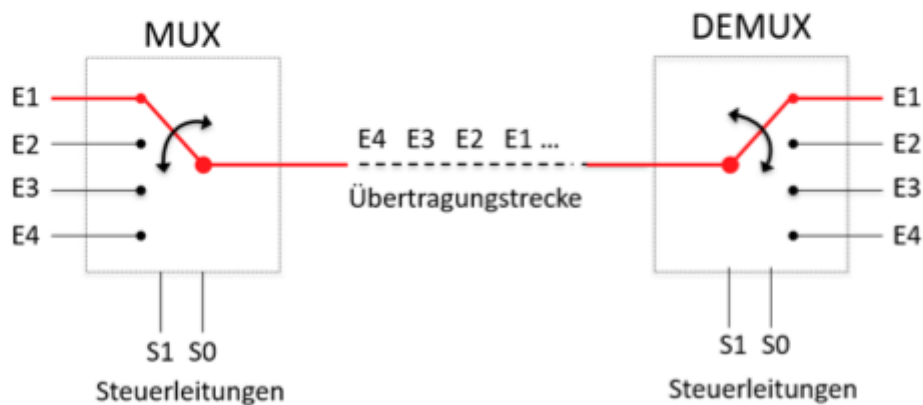 MUX
DEMUX
E1
E2
E3
E4
E4 E3 E2 E1 ...
Übertragungstrecke
E1
E2
E3
E4
S1 S0
Steuerleitungen
S1 S0
Steuerleitungen